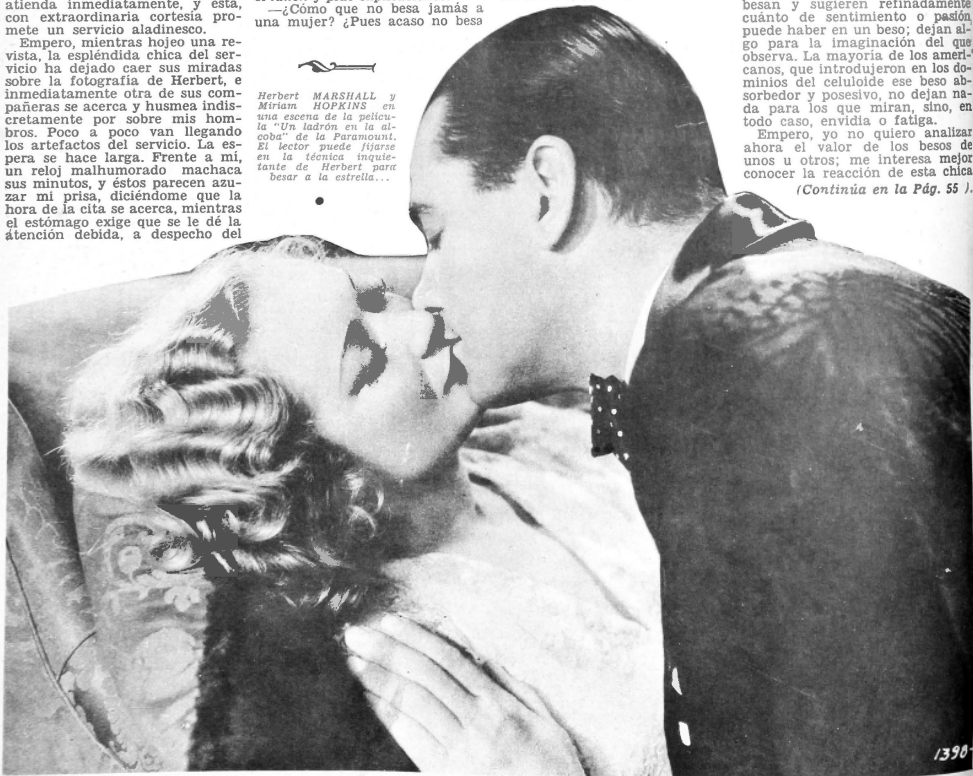 atienda inmediatamente, y ésta,
con extraordinaria cortesía pro-
mete un servicio aladinesco.
Empero, mientras hojeo una re-
vista, la espléndida chica del ser-
vicio ha dejado caer sus miradas
sobre la fotografía de Herbert, e
inmediatamente otra de sus com-
pañeras se acerca y husmea indis-
cretamente por sobre mis hom-
bros. Poco a poco van llegando
los artefactos del servicio. La es-
pera se hace larga. Frente a mí,
un reloj malhumorado machaca
sus minutos, y éstos parecen azu-
zar mi prisa, diciéndome que la
hora de la cita se acerca, mientras
el estómago exige que se le dé la
atención debida, a despecho del
—¿Cómo que no besa jamás a
una mujer? ¿Pues acaso no besa
Herbert MARSHALL y
Miriam HOPKINS en
una escena de la pelícu-
la "Un ladrón en la al-
coba" de la Paramount.
El lector puede fijarse
en la técnica inquie-
tante de Herbert para
besar a la estrella...
besan y sugieren refinadamente
cuánto de sentimiento o pasión
puede haber en un beso; dejan al-
go para la imaginación del que
observa. La mayoría de los ameri-
canos, que introdujeron en los do-
minios del celuloide ese beso ab-
sorbedor y posesivo, no dejan na-
da para los que miran, sino, en
todo caso, envidia o fatiga.
Empero, yo no quiero analizar
ahora el valor de los besos de
unos u otros; me interesa mejor
conocer la reacción de esta chica
(Continúa en la Pág. 55 ).
1398-